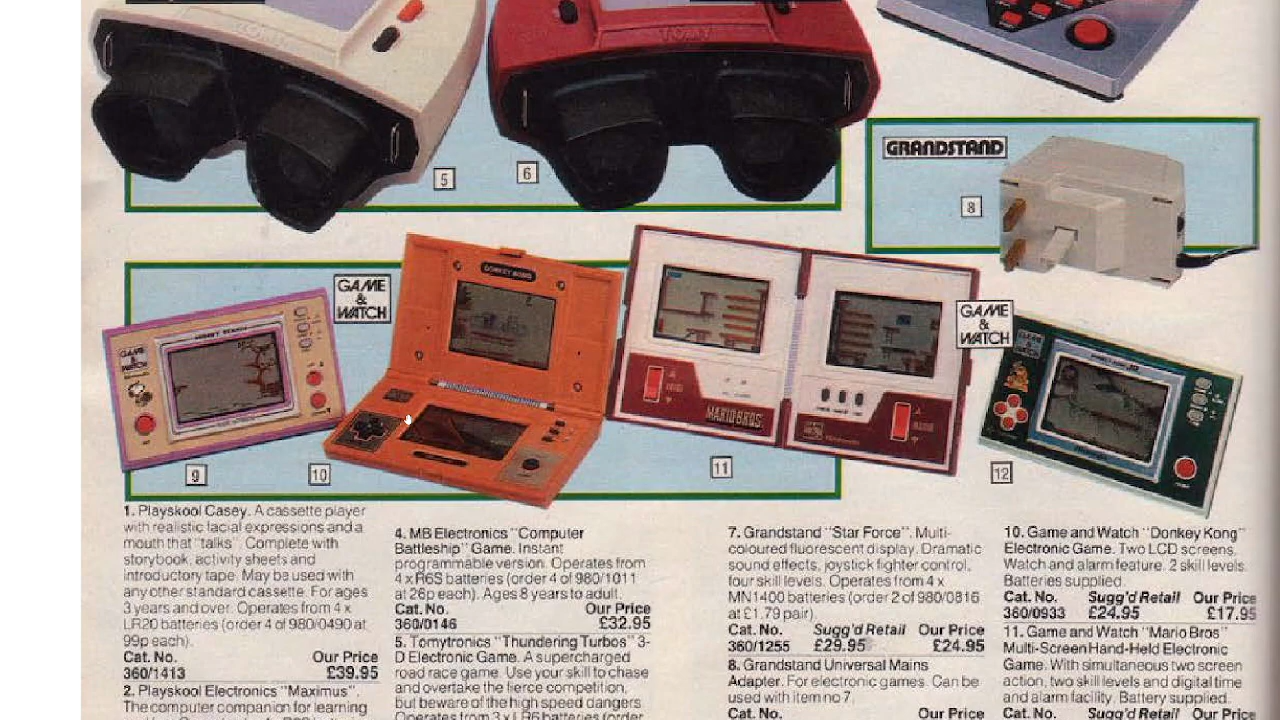 5
6
GRANDSTAND
8
GAME
&
WATCH
DONKEY KONG
GAME
&
WATCH
MARIO BROS.
9
10
11
12
1. Playskool Casey. A cassette player
with realistic facial expressions and a
mouth that "talks". Complete with
storybook, activity sheets and
introductory tape. May be used with
any other standard cassette. For ages
3 years and over. Operates from 4 x
LR20 batteries (order 4 of 980/0490 at
99p each).
Cat. No. Our Price
360/1413 £39.95
2. Playskool Electronics "Maximus".
The computer companion for learning
4. MB Electronics "Computer
Battleship" Game. Instant
programmable version. Operates from
4 x R6S batteries (order 4 of 980/1011
at 26p each). Ages 8 years to adult.
Cat. No. Our Price
360/0146 £32.95
5. Tomytronics "Thundering Turbos" 3-
D Electronic Game. A supercharged
road race game. Use your skill to chase
and overtake the fierce competition,
but beware of the high speed dangers.
Operates from 3 x LR6 batteries (order
7. Grandstand "Star Force". Multi-
coloured fluorescent display. Dramatic
sound effects, joystick fighter control,
four skill levels. Operates from 4 x
MN1400 batteries (order 2 of 980/0816
at £1.79 pair).
Cat. No. Sugg'd Retail Our Price
360/1255 £29.95 £24.95
8. Grandstand Universal Mains
Adapter. For electronic games. Can be
used with item no 7.
Cat. No. Our Price
10. Game and Watch "Donkey Kong"
Electronic Game. Two LCD screens.
Watch and alarm feature. 2 skill levels.
Batteries supplied.
Cat. No. Sugg'd Retail Our Price
360/0933 £24.95 £17.95
11. Game and Watch "Mario Bros"
Multi-Screen Hand-Held Electronic
Game. With simultaneous two screen
action, two skill levels and digital time
and alarm facility. Battery supplied.
Cat. No. Sugg'd Retail Our Price